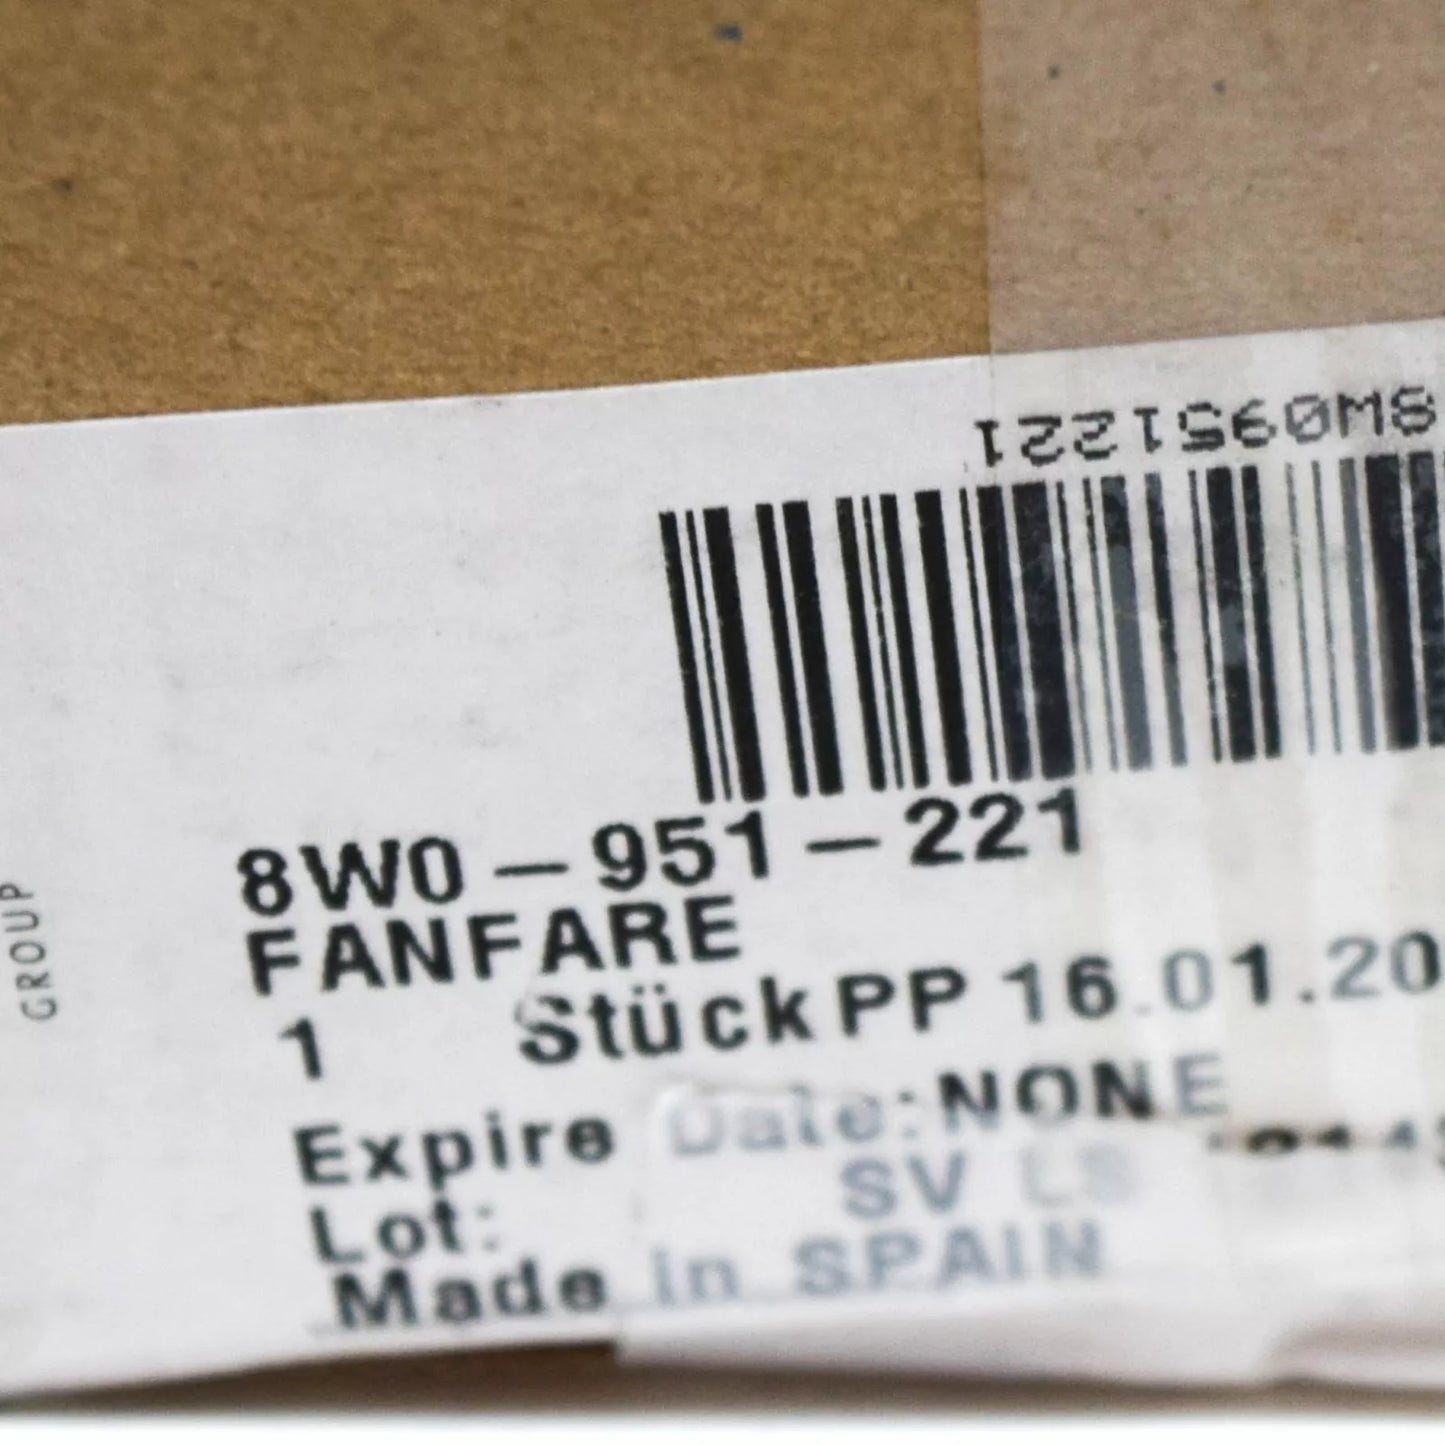 8W0951221
8W0-951-221
FANFARE
1 Stück PP 16.01.20
Expire Date: NONE
SV LS
Lot:
Made in SPAIN
GROUP